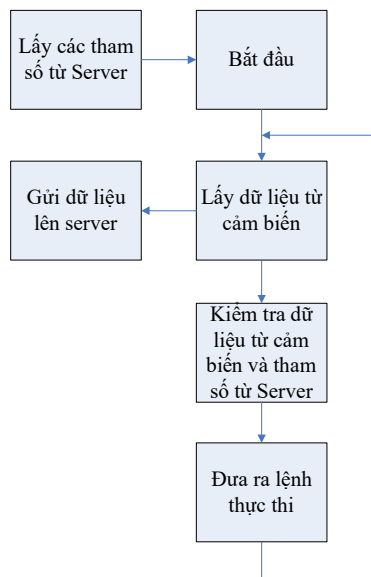 Lấy các tham
số từ Server
Bắt đầu
Gửi dữ liệu
lên server
Lấy dữ liệu từ
cảm biến
Kiểm tra dữ
liệu từ cảm
biến và tham
số từ Server
Đưa ra lệnh
thực thi